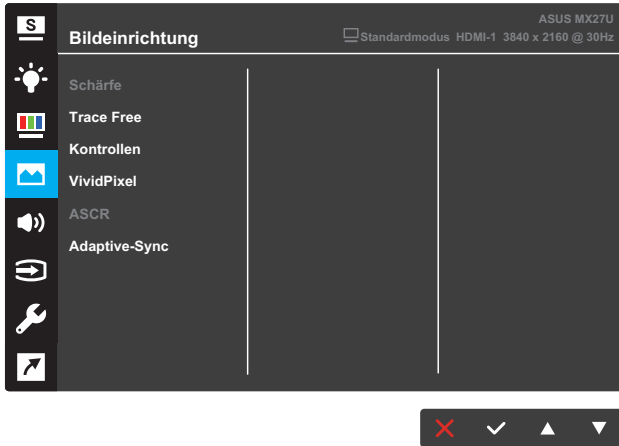 S
ASUS MX27U
Bildeinrichtung
Standardmodus HDMI-1 3840 x 2160 @ 30Hz
Schärfe
Trace Free
Kontrollen
VividPixel
ASCR
Adaptive-Sync